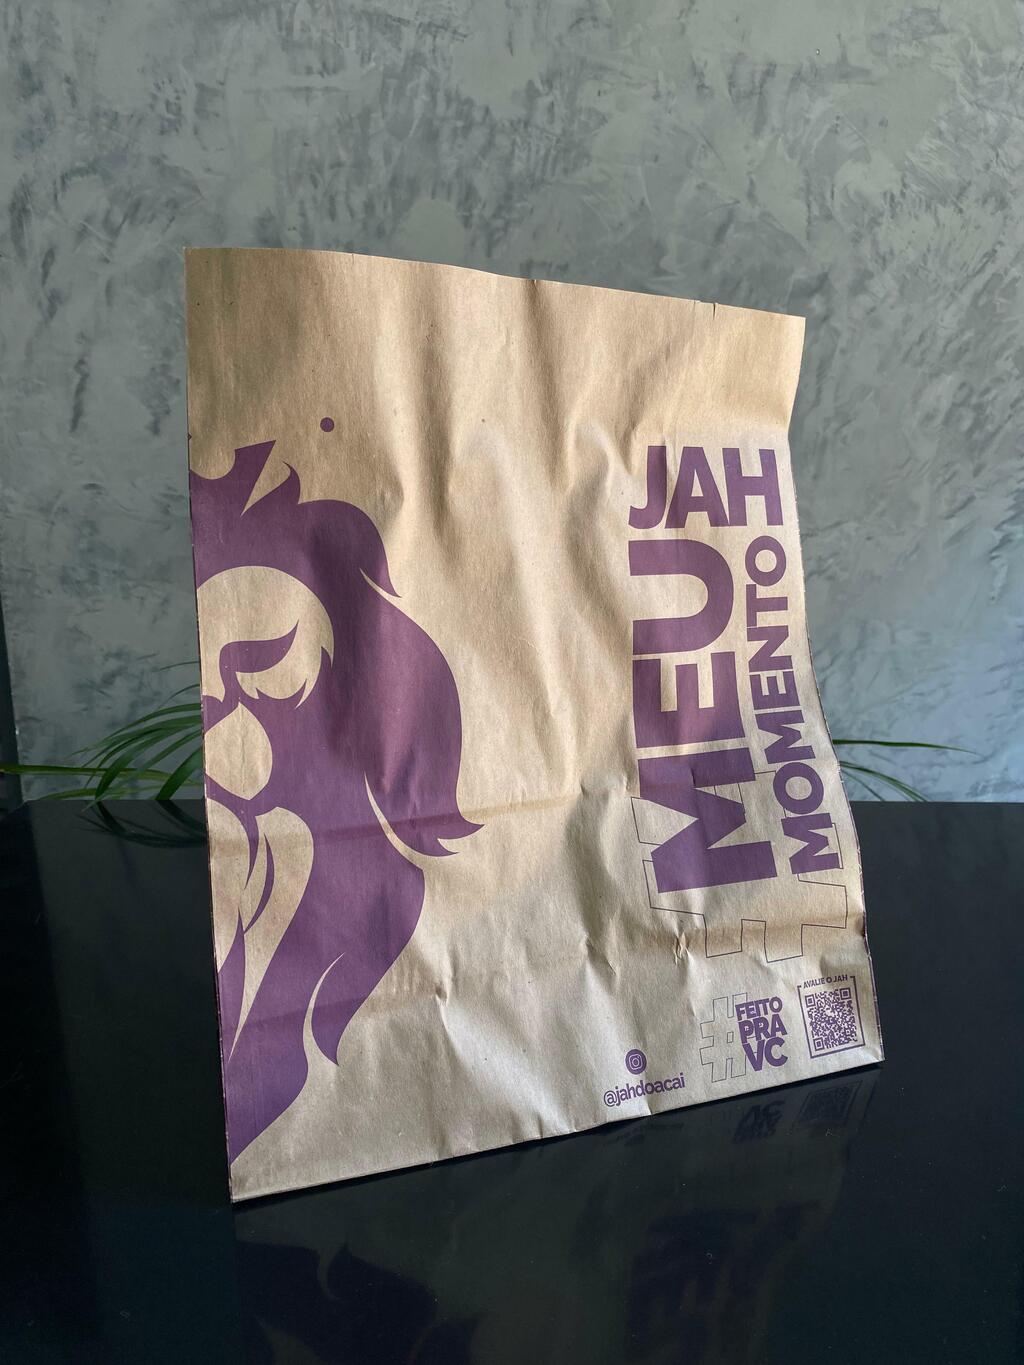 #MEU JAH
MOMENTO
@jahdoacai
#FEITO
PRA
VC
AVALIE O JAH